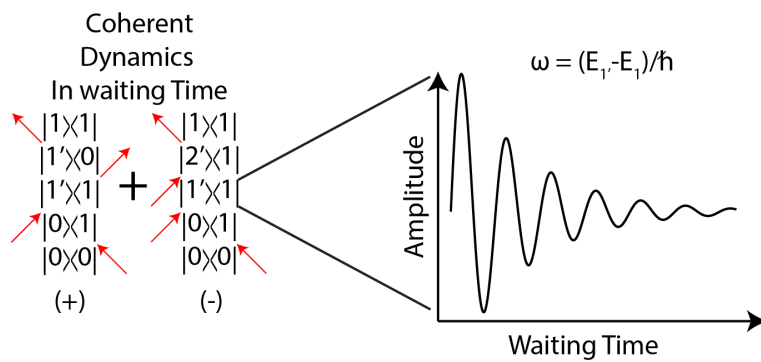 Coherent
Dynamics
In waiting Time
|1⟩⟨1|
|1'⟩⟨0|
|1'⟩⟨1|
|0⟩⟨1|
|0⟩⟨0|
(+)
+
|1⟩⟨1|
|2'⟩⟨1|
|1'⟩⟨1|
|0⟩⟨1|
|0⟩⟨0|
(-)
ω = (E₁,-E₁)/ℏ
Amplitude
Waiting Time